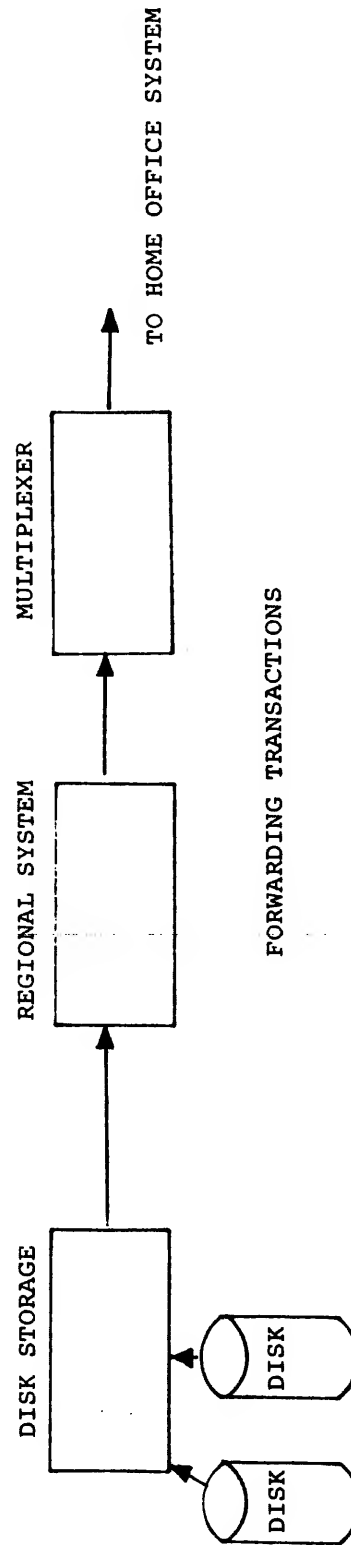 DISK STORAGE
REGIONAL SYSTEM
MULTIPLEXER
TO HOME OFFICE SYSTEM
DISK
DISK
FORWARDING TRANSACTIONS